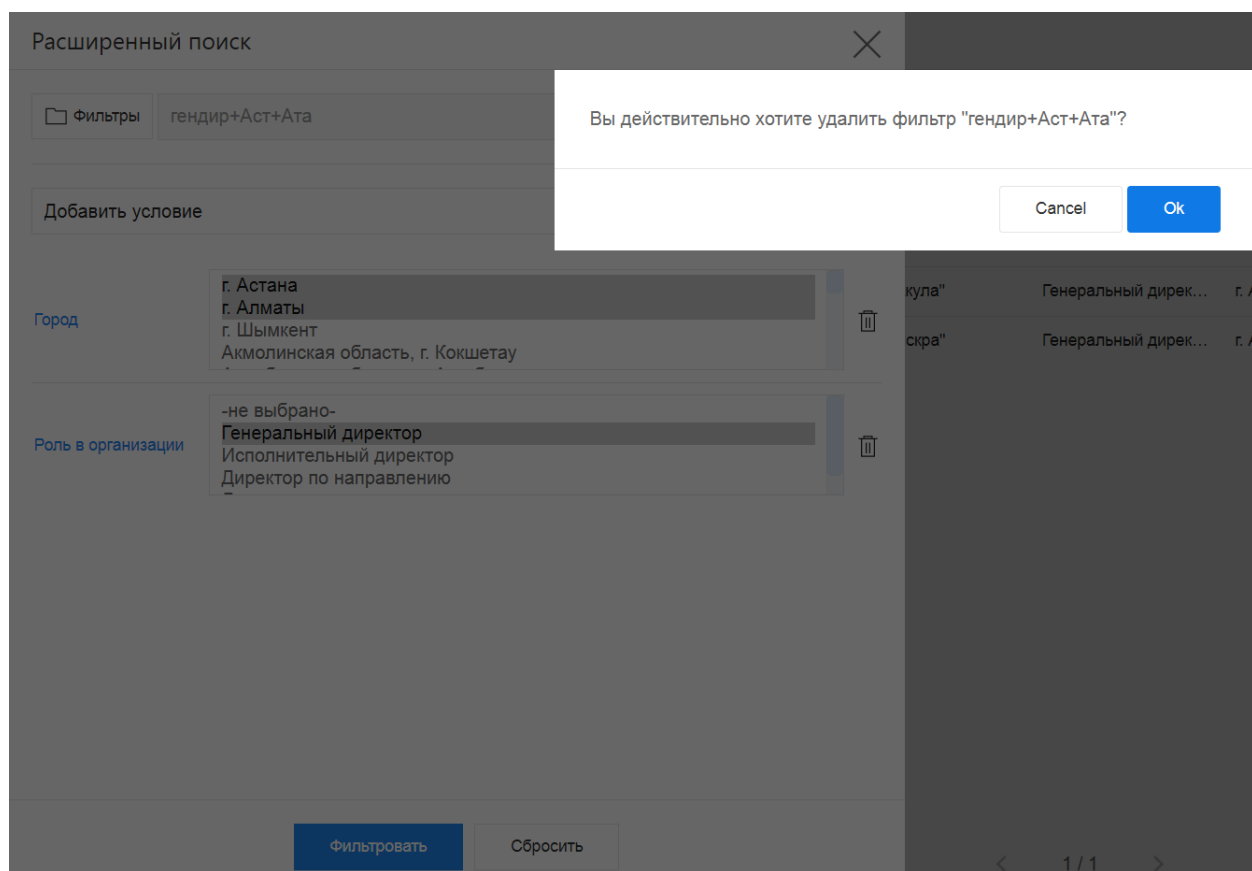 Расширенный поиск
Фильтры
гендир+Аст+Ата
Вы действительно хотите удалить фильтр "гендир+Аст+Ата"?
Cancel
Ok
Добавить условие
Город
г. Астана
г. Алматы
г. Шымкент
Акмолинская область, г. Кокшетау
кула"
Генеральный дирек...
г. А
скра"
Генеральный дирек...
г. А
Роль в организации
-не выбрано-
Генеральный директор
Исполнительный директор
Директор по направлению
Фильтровать
Сбросить
< 1/1 >